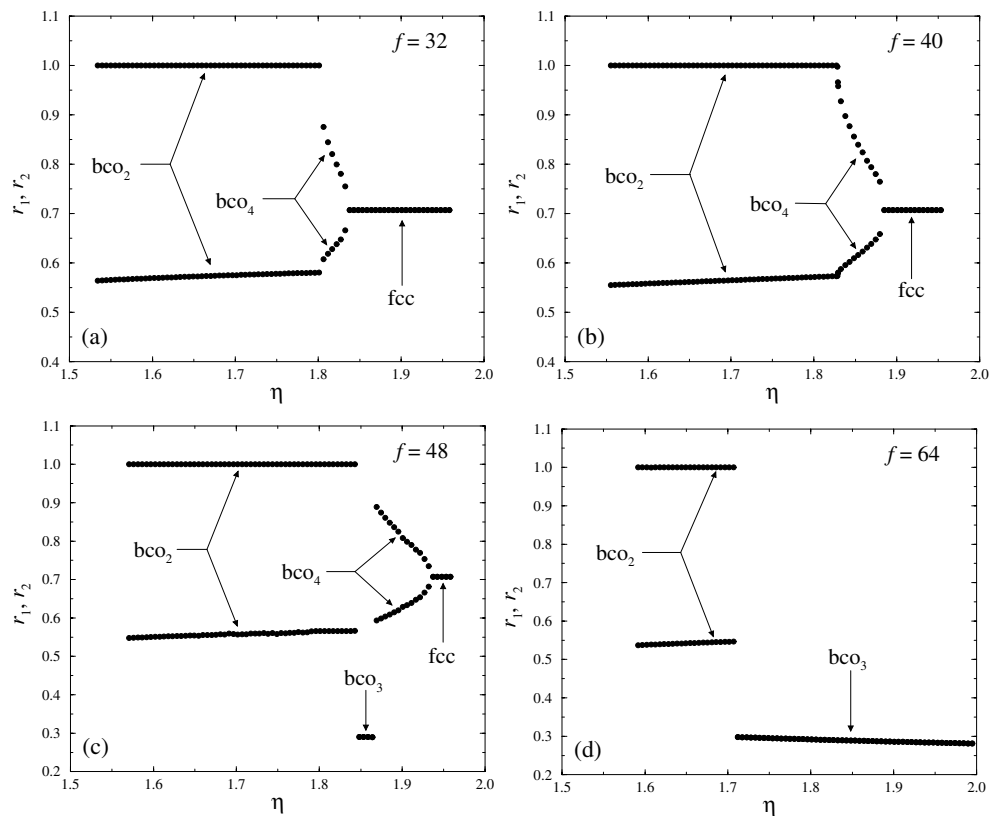 1.1
1.0
0.9
0.8
0.7
0.6
0.5
0.4
r₁, r₂
f = 32
bco₂
bco₄
fcc
(a)
1.5 1.6 1.7 1.8 1.9 2.0
η
1.1
1.0
0.9
0.8
0.7
0.6
0.5
0.4
r₁, r₂
f = 40
bco₂
bco₄
fcc
(b)
1.5 1.6 1.7 1.8 1.9 2.0
η
1.1
1.0
0.9
0.8
0.7
0.6
0.5
0.4
0.3
0.2
r₁, r₂
f = 48
bco₂
bco₄
fcc
bco₃
(c)
1.5 1.6 1.7 1.8 1.9 2.0
η
1.1
1.0
0.9
0.8
0.7
0.6
0.5
0.4
0.3
0.2
r₁, r₂
f = 64
bco₂
bco₃
(d)
1.5 1.6 1.7 1.8 1.9 2.0
η